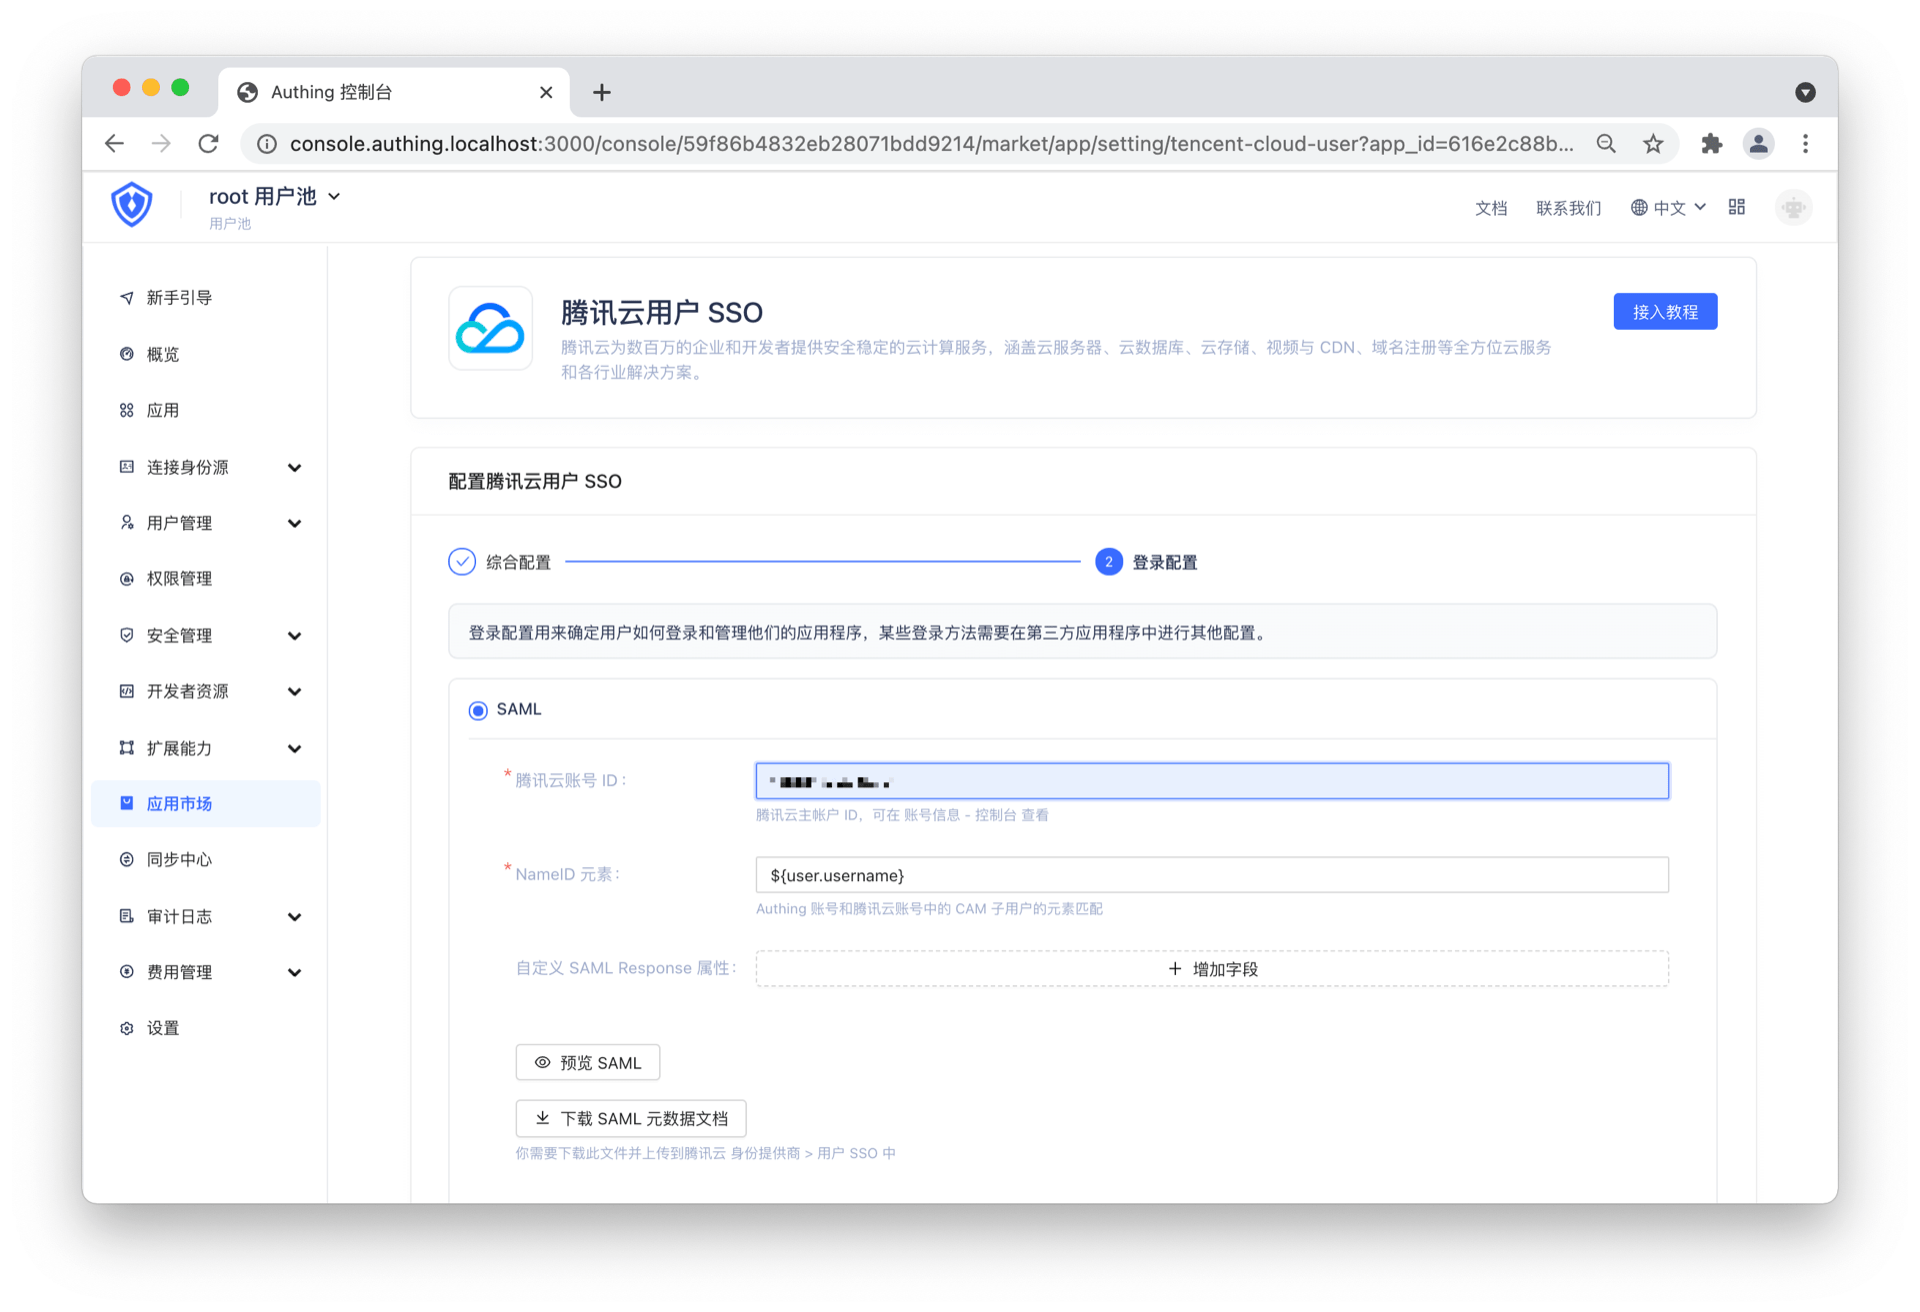 Authing 控制台
console.authing.localhost:3000/console/59f86b4832eb28071bdd9214/market/app/setting/tencent-cloud-user?app_id=616e2c88b...
root 用户池
用户池
文档
联系我们
中文
新手引导
概览
应用
连接身份源
用户管理
权限管理
安全管理
开发者资源
扩展能力
应用市场
同步中心
审计日志
费用管理
设置
腾讯云用户 SSO
接入教程
腾讯云为数百万的企业和开发者提供安全稳定的云计算服务，涵盖云服务器、云数据库、云存储、视频与 CDN、域名注册等全方位云服务
和各行业解决方案。
配置腾讯云用户 SSO
综合配置
2 登录配置
登录配置用来确定用户如何登录和管理他们的应用程序，某些登录方法需要在第三方应用程序中进行其他配置。
SAML
* 腾讯云账号 ID：
腾讯云主帐户 ID，可在 账号信息 - 控制台 查看
* NameID 元素： ${user.username}
Authing 账号和腾讯云账号中的 CAM 子用户的元素匹配
自定义 SAML Response 属性： + 增加字段
预览 SAML
下载 SAML 元数据文档
你需要下载此文件并上传到腾讯云 身份提供商 > 用户 SSO 中